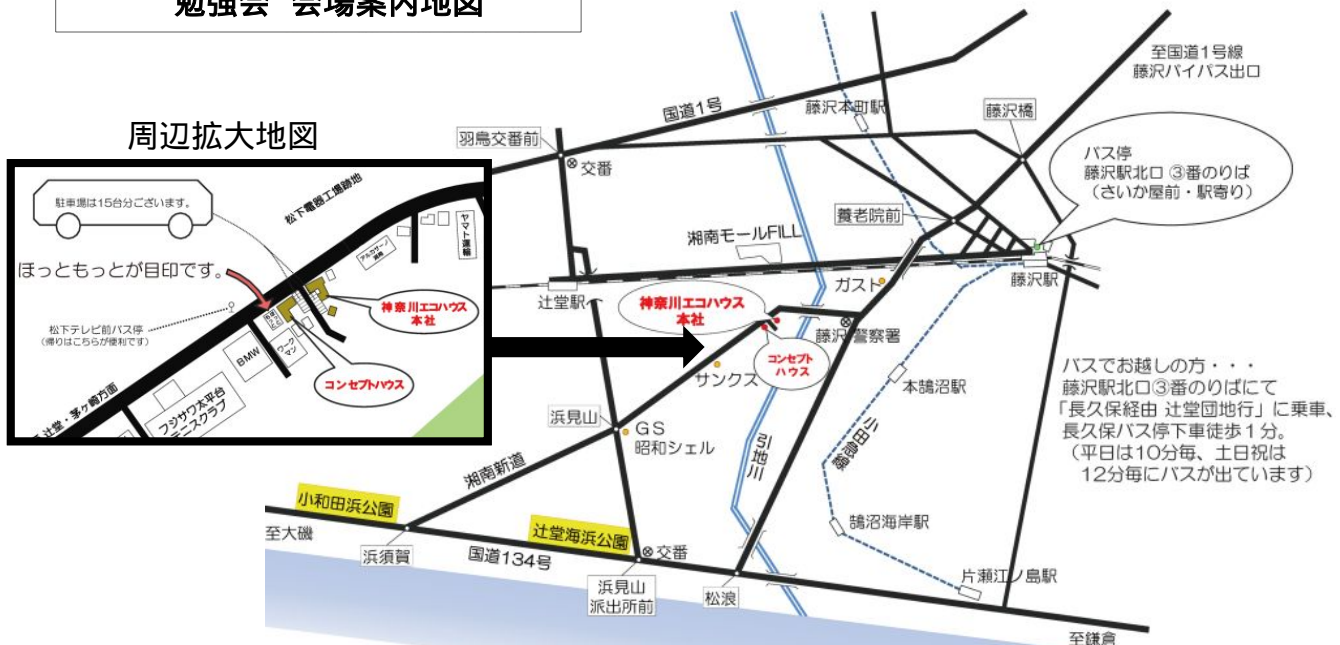 勉強会 会場案内地図
周辺拡大地図
駐車場は15台分ございます。
松下電器工場跡地
ヤマト運輸
ほっともっとが目印です。
神奈川エコハウス
本社
松下テレビ前バス停
(帰りはこちらが便利です)
BMW
ワークマン
コンセプトハウス
辻堂・茅ヶ崎方面
フジサワ太平台
テニスクラブ
国道1号
至国道1号線
藤沢バイパス出口
藤沢本町駅
藤沢橋
羽鳥交番前
交番
バス停
藤沢駅北口 ③番のりば
(さいか屋前・駅寄り)
養老院前
湘南モールFILL
辻堂駅
ガスト
藤沢駅
神奈川エコハウス
本社
藤沢 警察署
コンセプト
ハウス
サンクス
本鵠沼駅
バスでお越しの方・・・
藤沢駅北口③番のりばにて
「長久保経由 辻堂団地行」に乗車、
長久保バス停下車徒歩1分。
(平日は10分毎、土日祝は
12分毎にバスが出ています)
浜見山
GS
昭和シェル
引地川
小田急線
湘南新道
小和田浜公園
至大磯
浜須賀
国道134号
辻堂海浜公園
交番
鵠沼海岸駅
浜見山
派出所前
松浪
片瀬江ノ島駅
至鎌倉